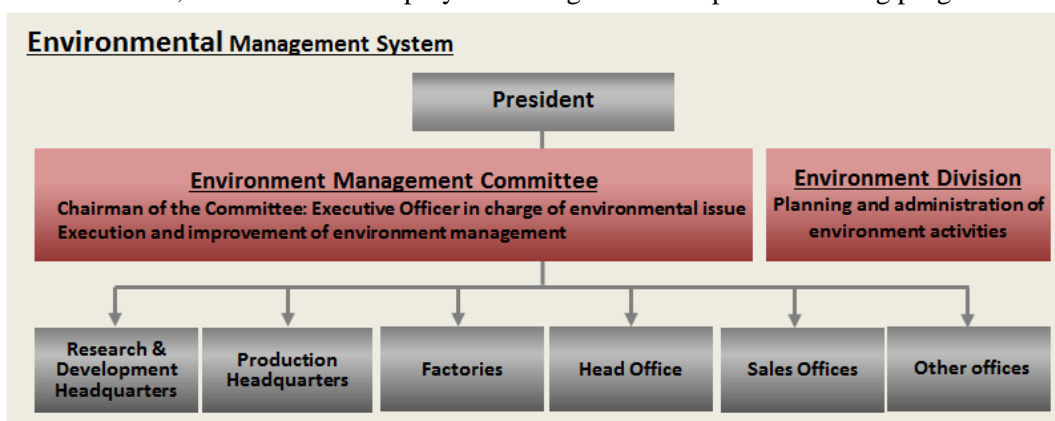 Environmental Management System
President
Environment Management Committee
Chairman of the Committee: Executive Officer in charge of environmental issue
Execution and improvement of environment management
Environment Division
Planning and administration of
environment activities
Research &
Development
Headquarters
Production
Headquarters
Factories
Head Office
Sales Offices
Other offices